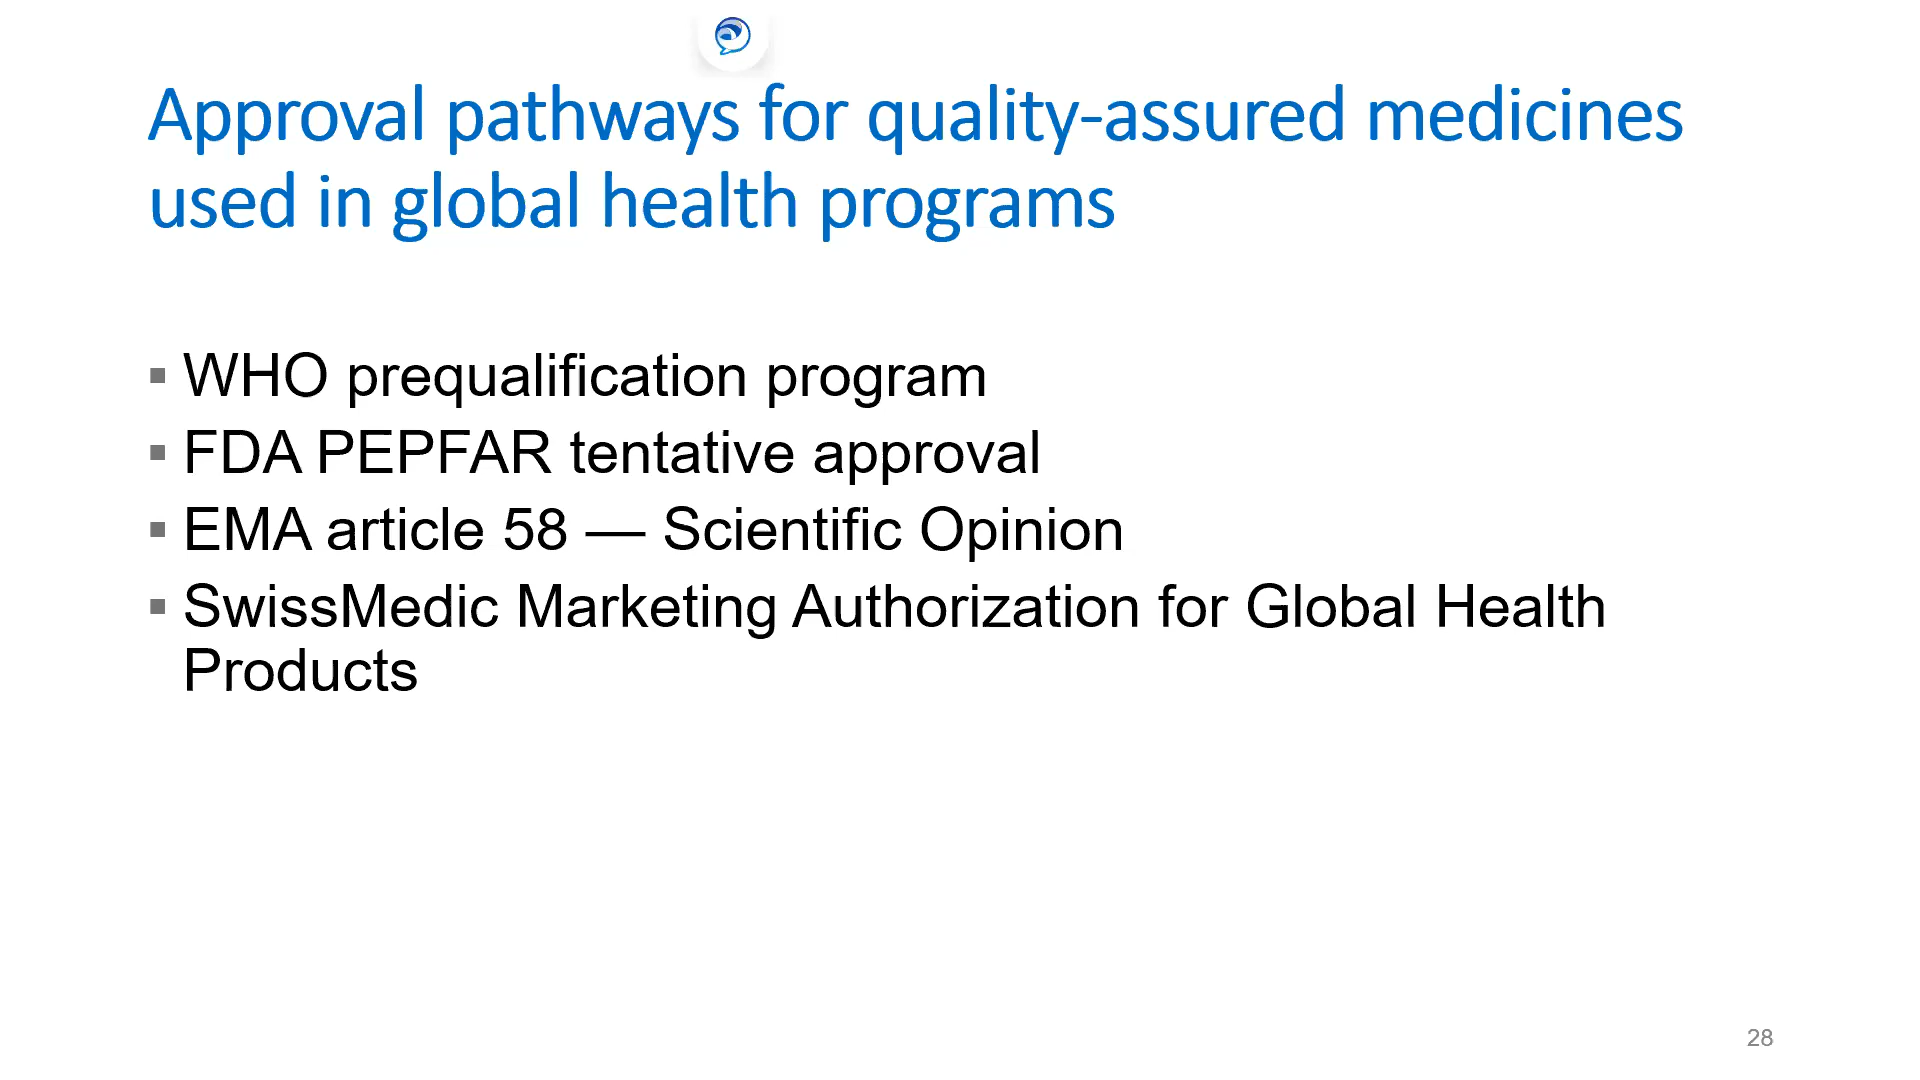 Approval pathways for quality-assured medicines
used in global health programs
▪ WHO prequalification program
▪ FDA PEPFAR tentative approval
▪ EMA article 58 — Scientific Opinion
▪ SwissMedic Marketing Authorization for Global Health
Products
28